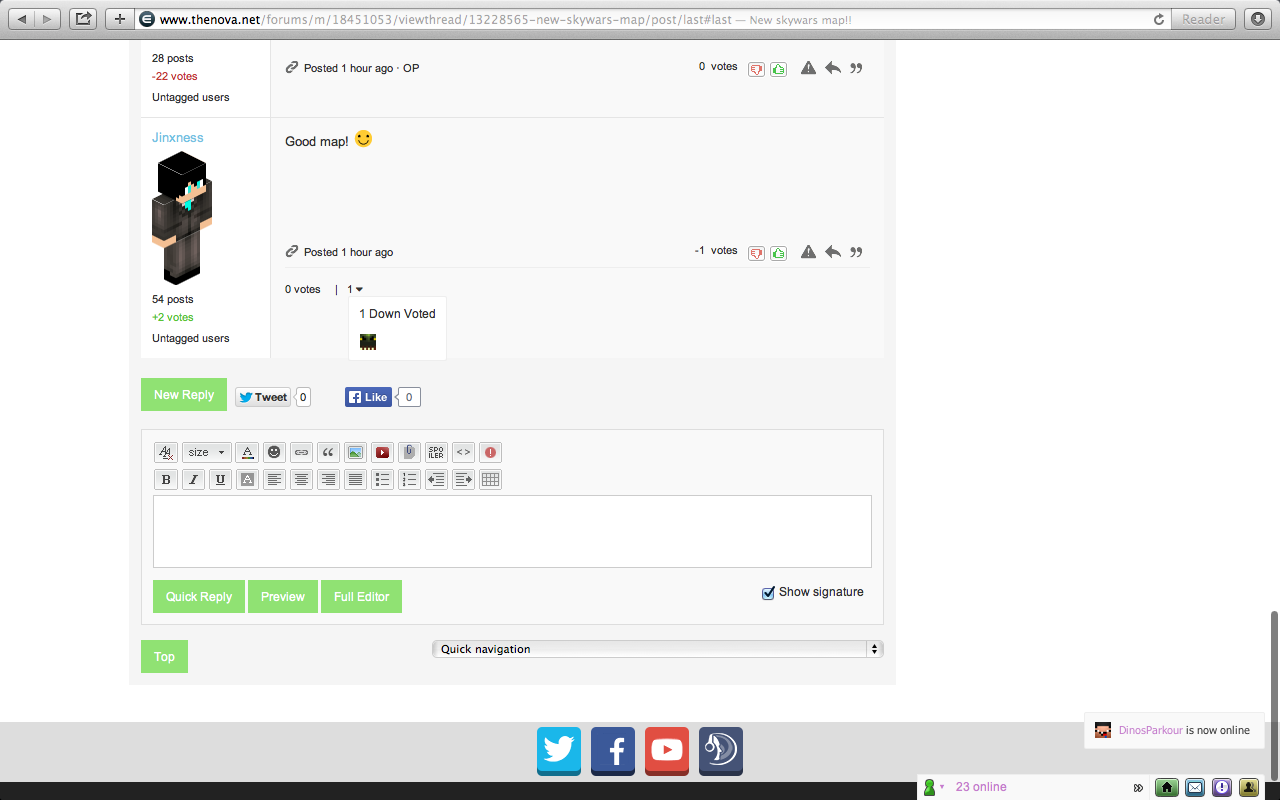 www.thenova.net/forums/m/18451053/viewthread/13228565-new-skywars-map/post/last#last — New skywars map!!
Reader
28 posts
-22 votes
Untagged users
Posted 1 hour ago · OP
0 votes
Jinxness
Good map!
Posted 1 hour ago
-1 votes
54 posts
+2 votes
Untagged users
0 votes | 1
1 Down Voted
New Reply
Tweet 0
Like 0
size
SPOILER
B I U A
Quick Reply
Preview
Full Editor
Show signature
Top
Quick navigation
DinosParkour is now online
23 online